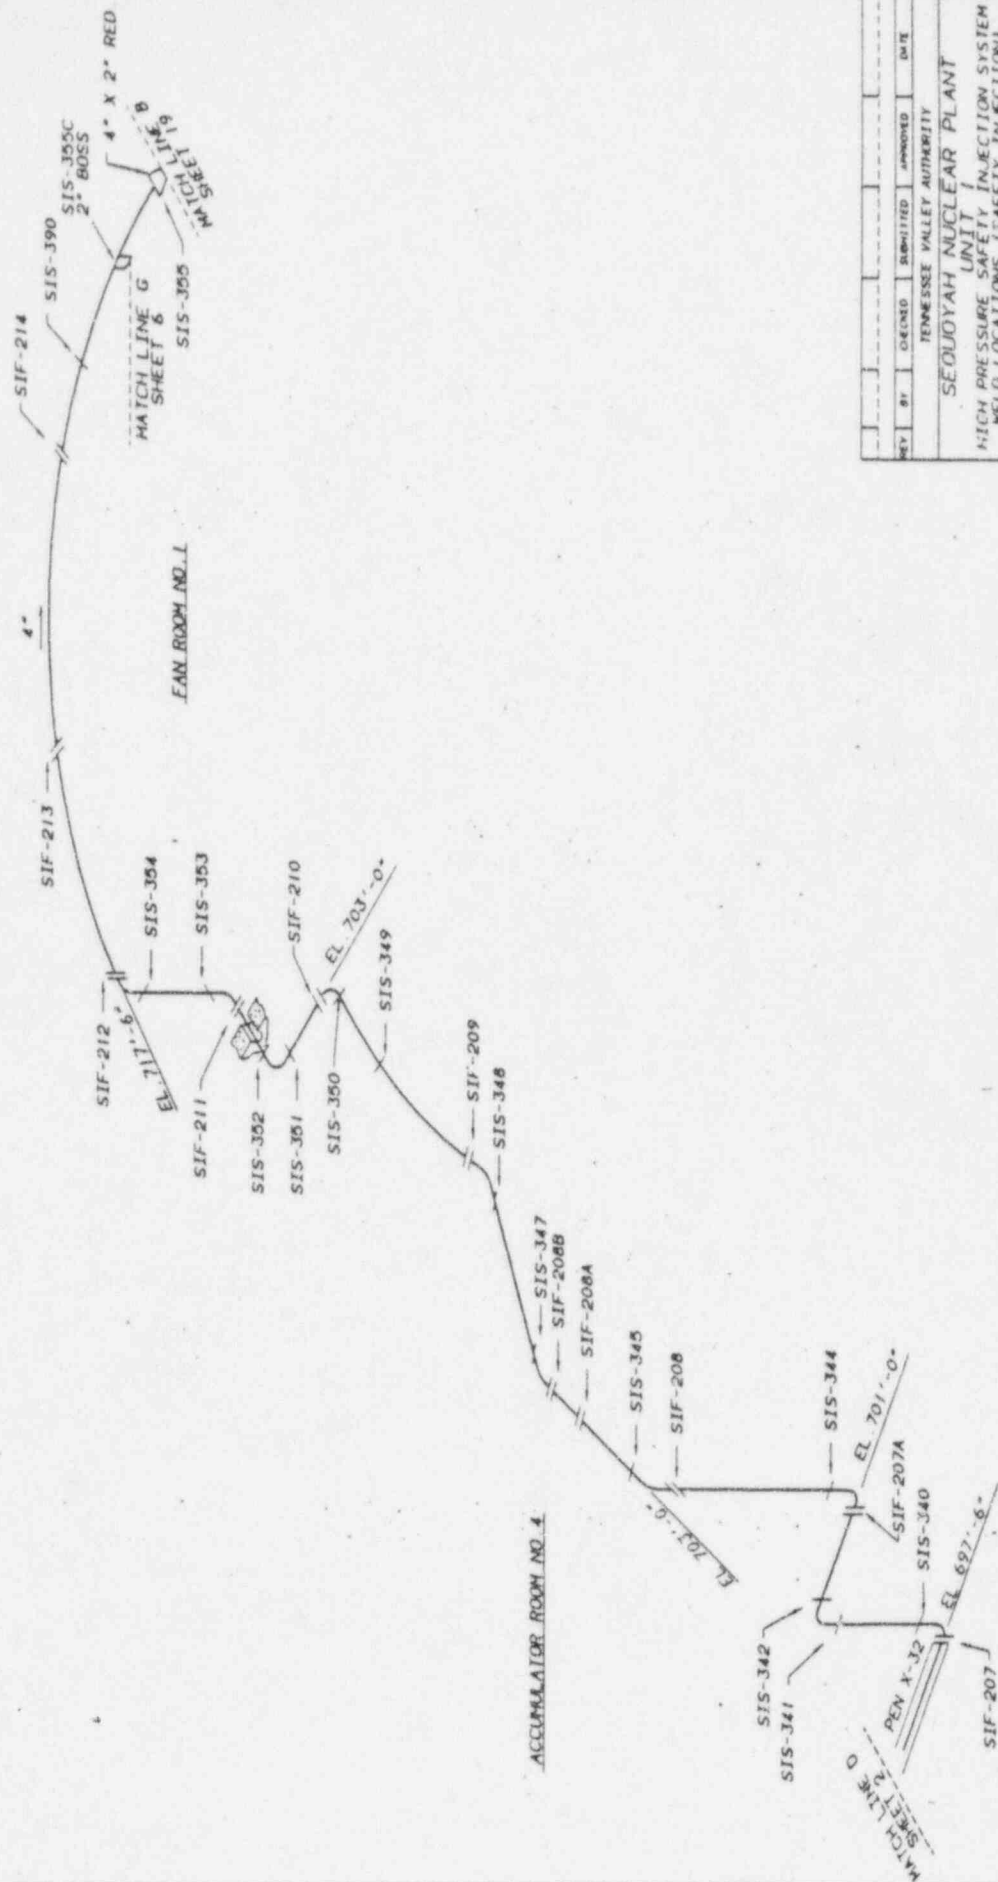 SIF-214
SIS-390
SIS-355C
2" BOSS
4" X 2" RED
MATCH LINE B
SHEET 19
MATCH LINE G
SHEET 6
SIS-355
4"
FAN ROOM NO. 1
SIF-213
SIS-354
SIS-353
SIF-212
EL. 717'-6"
SIF-211
SIF-210
EL 703'-0"
SIS-352
SIS-351
SIS-350
SIS-349
SIF-209
SIS-348
SIS-347
SIF-208B
SIF-208A
SIS-345
SIF-208
EL 703'-6"
SIS-344
EL 701'-0"
SIF-207A
SIS-340
EL 697'-6"
ACCUMULATOR ROOM NO 4
SIS-342
SIS-341
PEN X-32
MATCH LINE D
SHEET 2
SIF-207
REV BY CHECKED SUBMITTED APPROVED DATE
TENNESSEE VALLEY AUTHORITY
SEQUOYAH NUCLEAR PLANT
UNIT 1
HIGH PRESSURE SAFETY INJECTION SYSTEM
WELD LOCATIONS (SAFETY INJECTION)